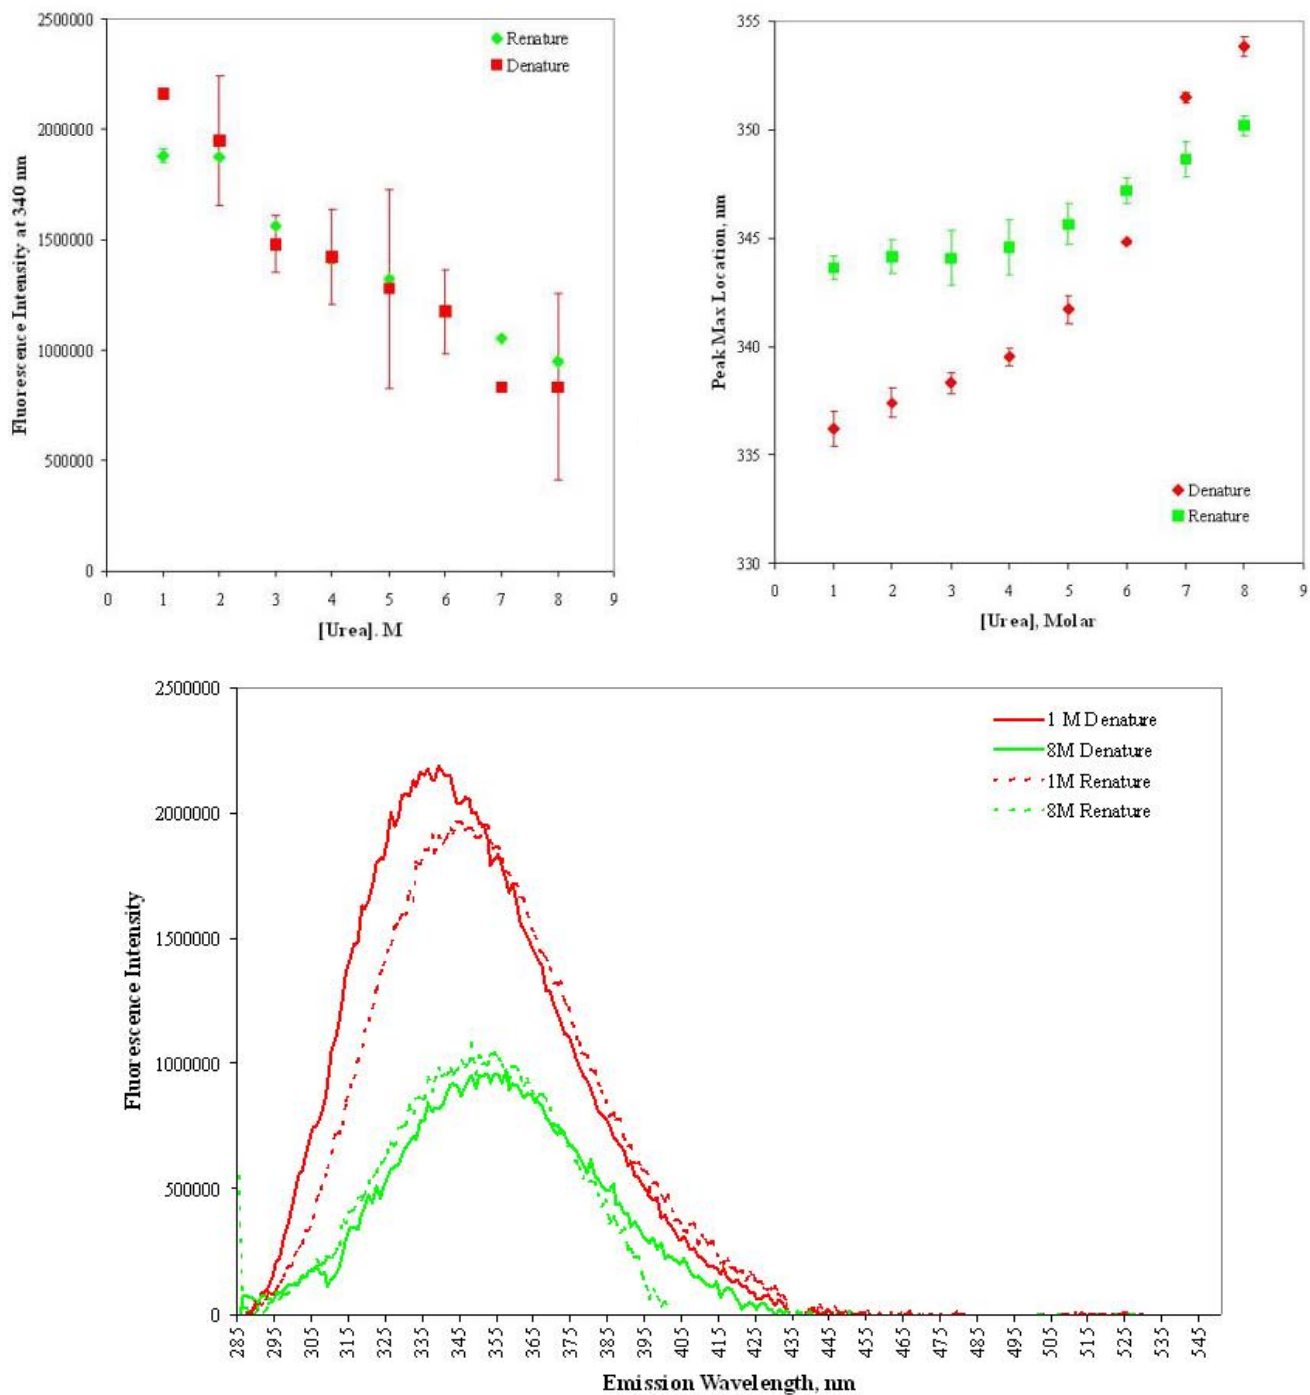 2500000
2000000
1500000
1000000
500000
0
Fluorescence Intensity at 340 nm
Renature
Denature
0 1 2 3 4 5 6 7 8 9
[Urea]. M
355
350
345
340
335
330
Peak Max Location, nm
Denature
Renature
0 1 2 3 4 5 6 7 8 9
[Urea], Molar
2500000
2000000
1500000
1000000
500000
0
Fluorescence Intensity
1 M Denature
8M Denature
1M Renature
8M Renature
285 295 305 315 325 335 345 355 365 375 385 395 405 415 425 435 445 455 465 475 485 495 505 515 525 535 545
Emission Wavelength, nm